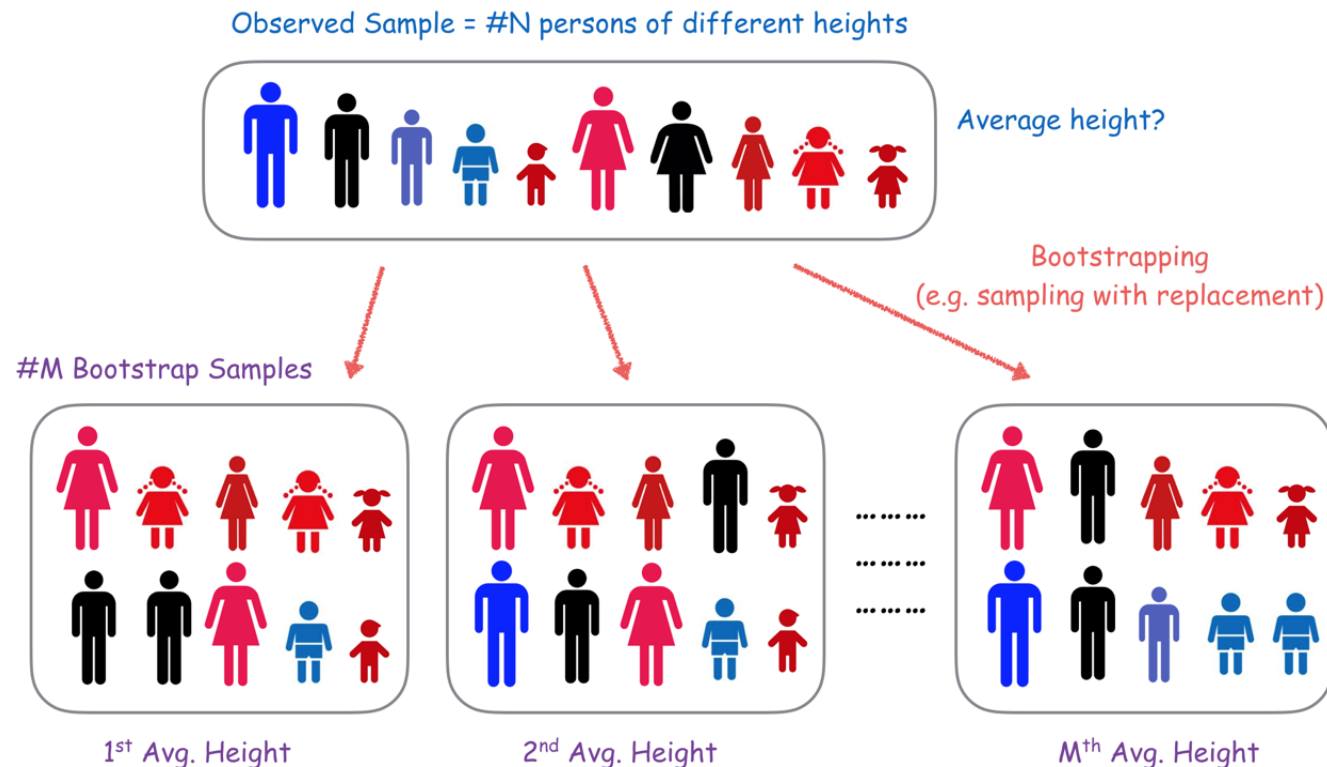 Observed Sample = #N persons of different heights
Average height?
Bootstrapping
(e.g. sampling with replacement)
#M Bootstrap Samples
... ... ...
... ... ...
... ... ...
1st Avg. Height
2nd Avg. Height
Mth Avg. Height